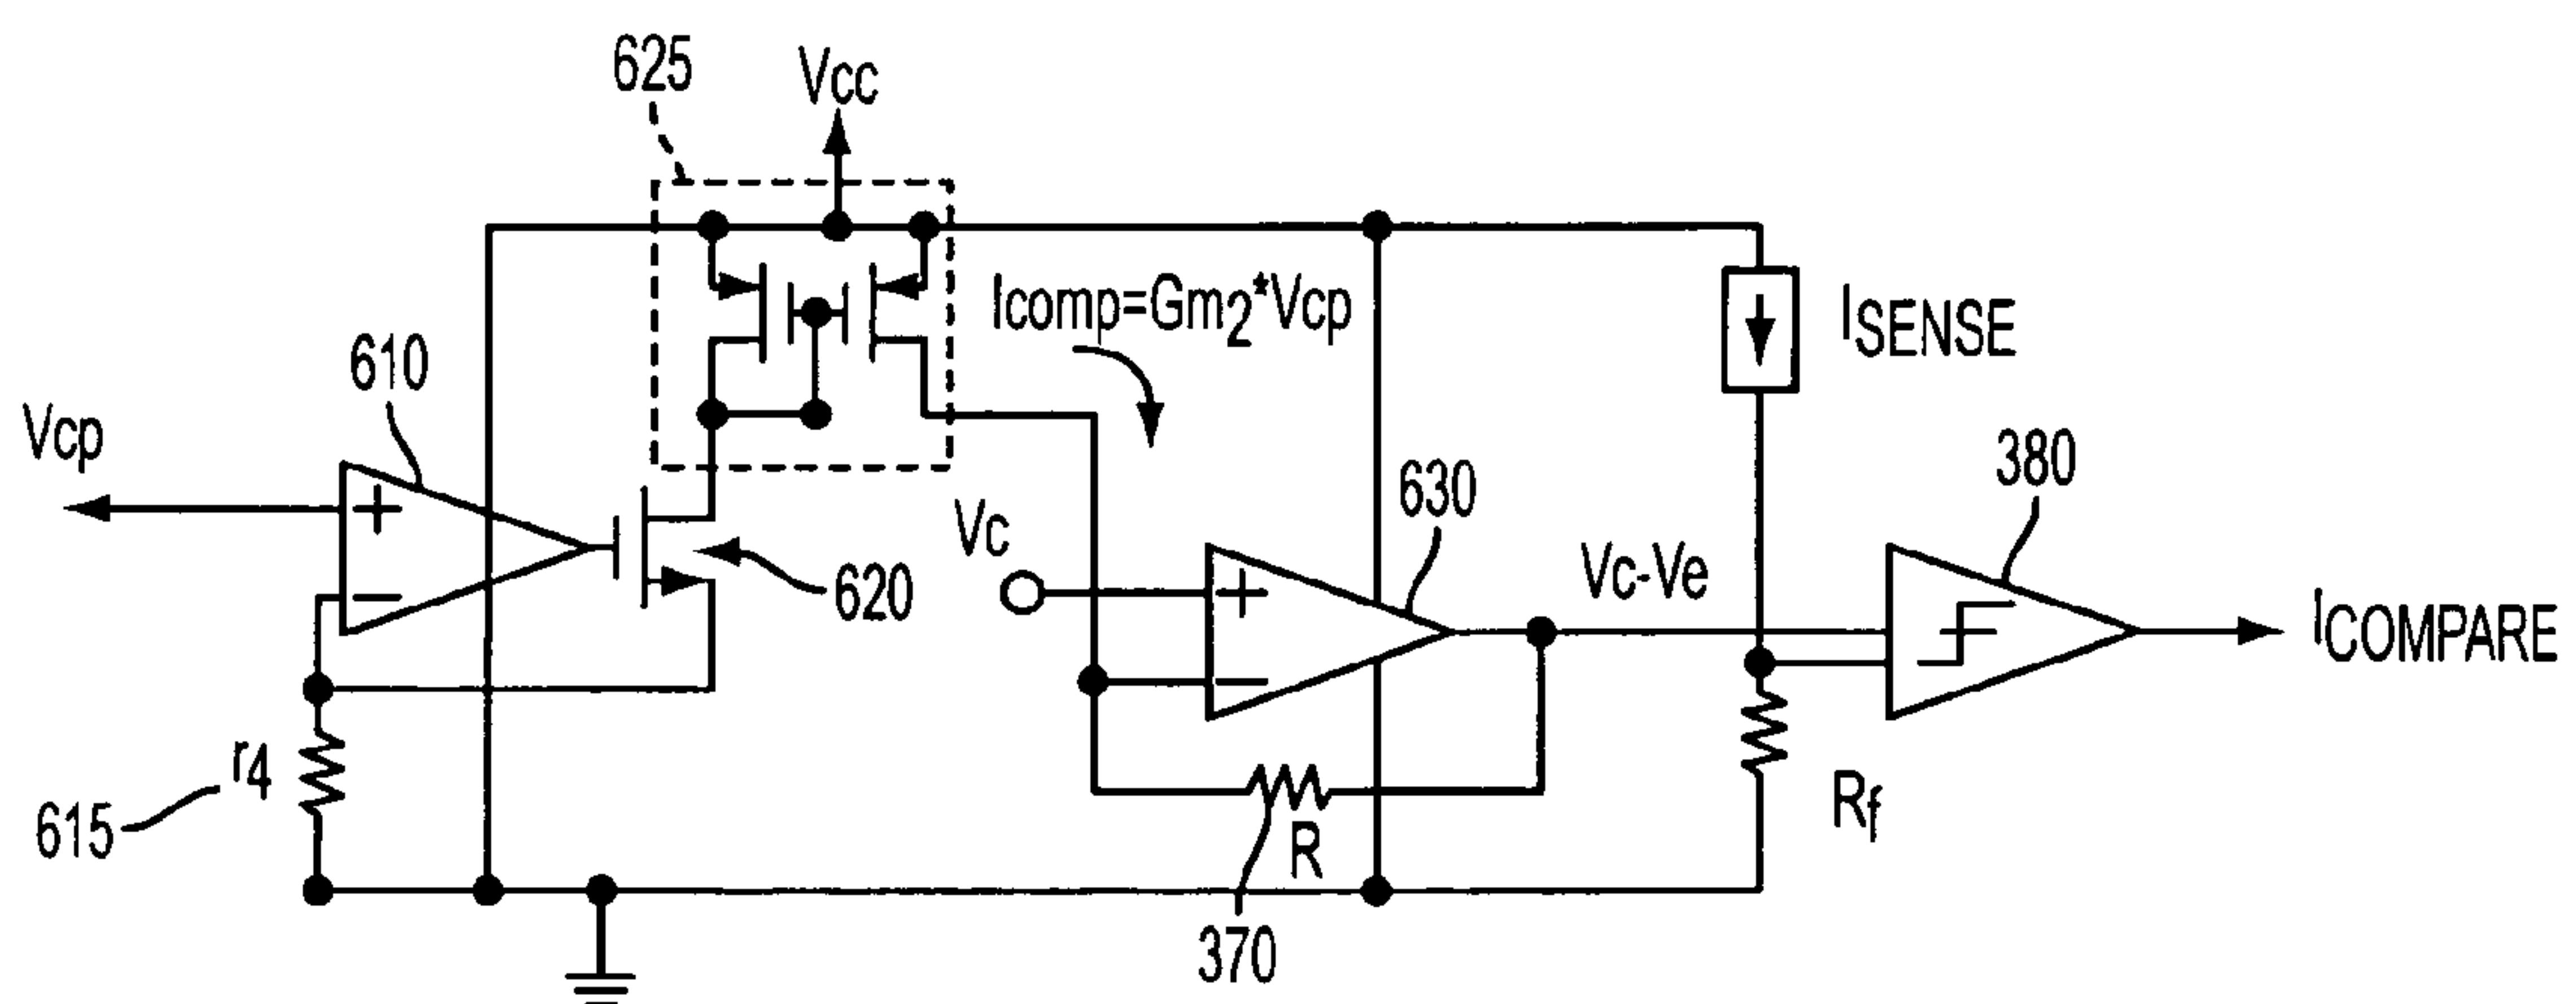 625
Vcc
Icomp=Gm2*Vcp
ISENSE
610
Vcp
380
630
Vc
Vc-Ve
620
+
−
+
−
ICOMPARE
r4
615
Rf
R
370